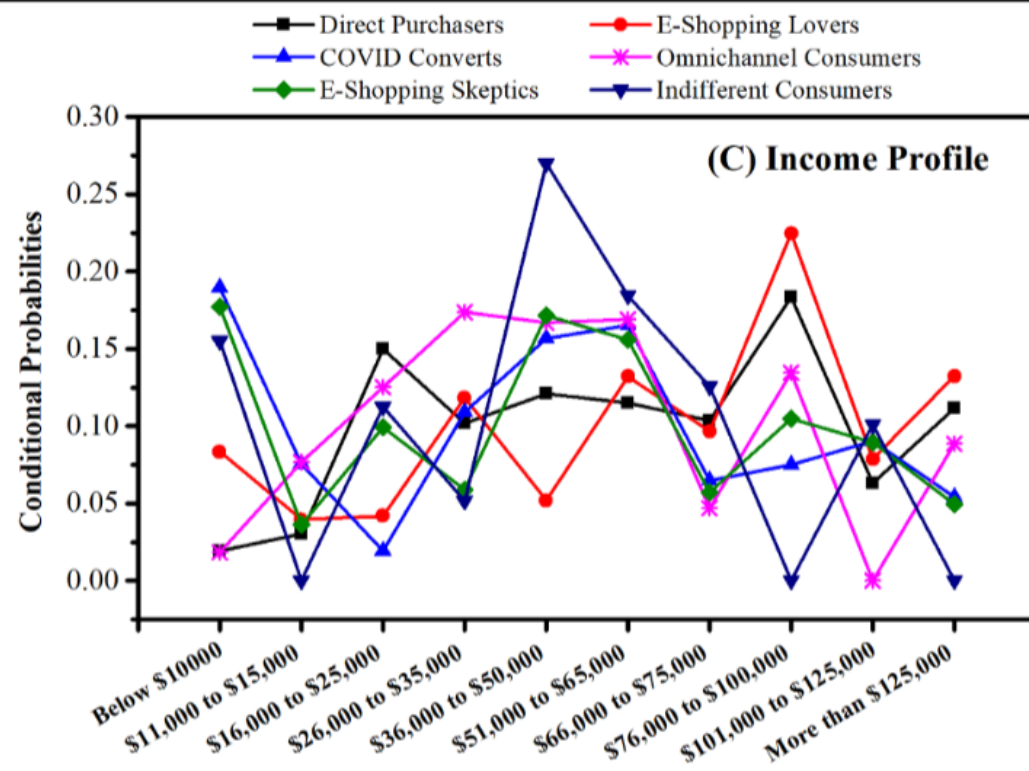 Direct Purchasers
E-Shopping Lovers
COVID Converts
Omnichannel Consumers
E-Shopping Skeptics
Indifferent Consumers
(C) Income Profile
Conditional Probabilities
0.30
0.25
0.20
0.15
0.10
0.05
0.00
Below $10000
$11,000 to $15,000
$16,000 to $25,000
$26,000 to $35,000
$36,000 to $50,000
$51,000 to $65,000
$66,000 to $75,000
$76,000 to $100,000
$101,000 to $125,000
More than $125,000